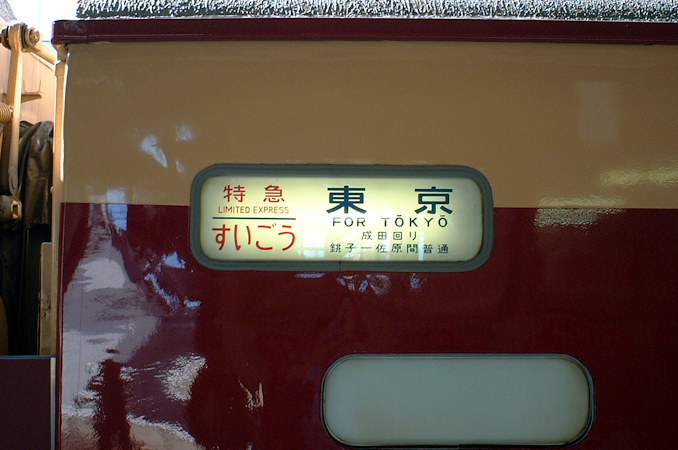 特急
LIMITED EXPRESS
すいごう
東京
FOR TŌKYŌ
成田回り
銚子ー佐原間普通